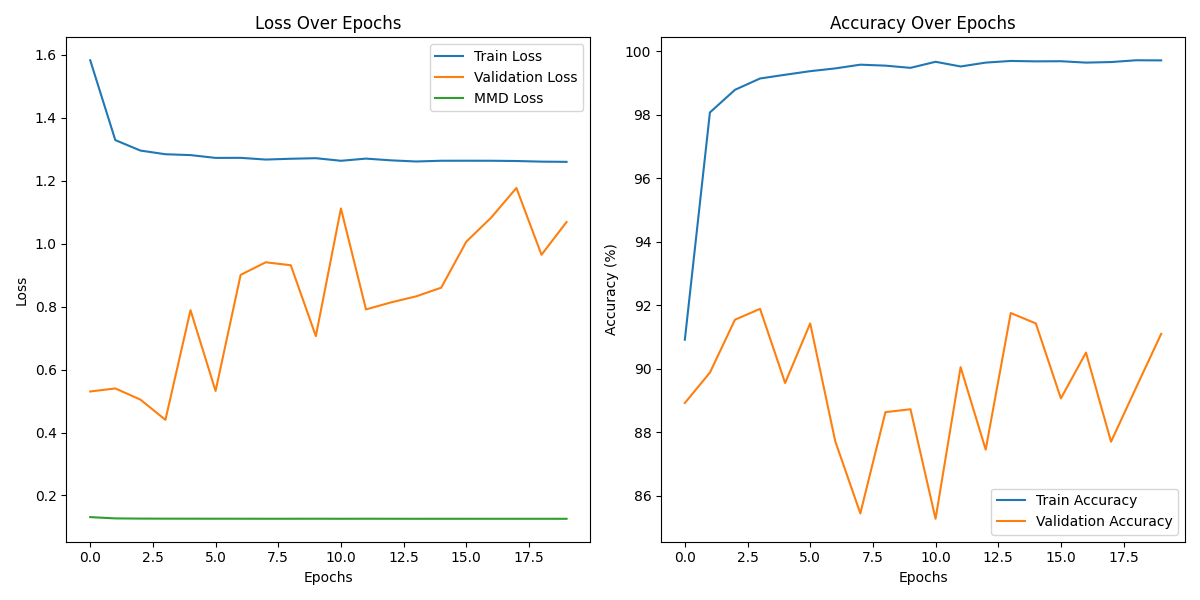 Loss Over Epochs
Loss
1.6
1.4
1.2
1.0
0.8
0.6
0.4
0.2
Train Loss
Validation Loss
MMD Loss
0.0 2.5 5.0 7.5 10.0 12.5 15.0 17.5
Epochs
Accuracy Over Epochs
Accuracy (%)
100
98
96
94
92
90
88
86
Train Accuracy
Validation Accuracy
0.0 2.5 5.0 7.5 10.0 12.5 15.0 17.5
Epochs